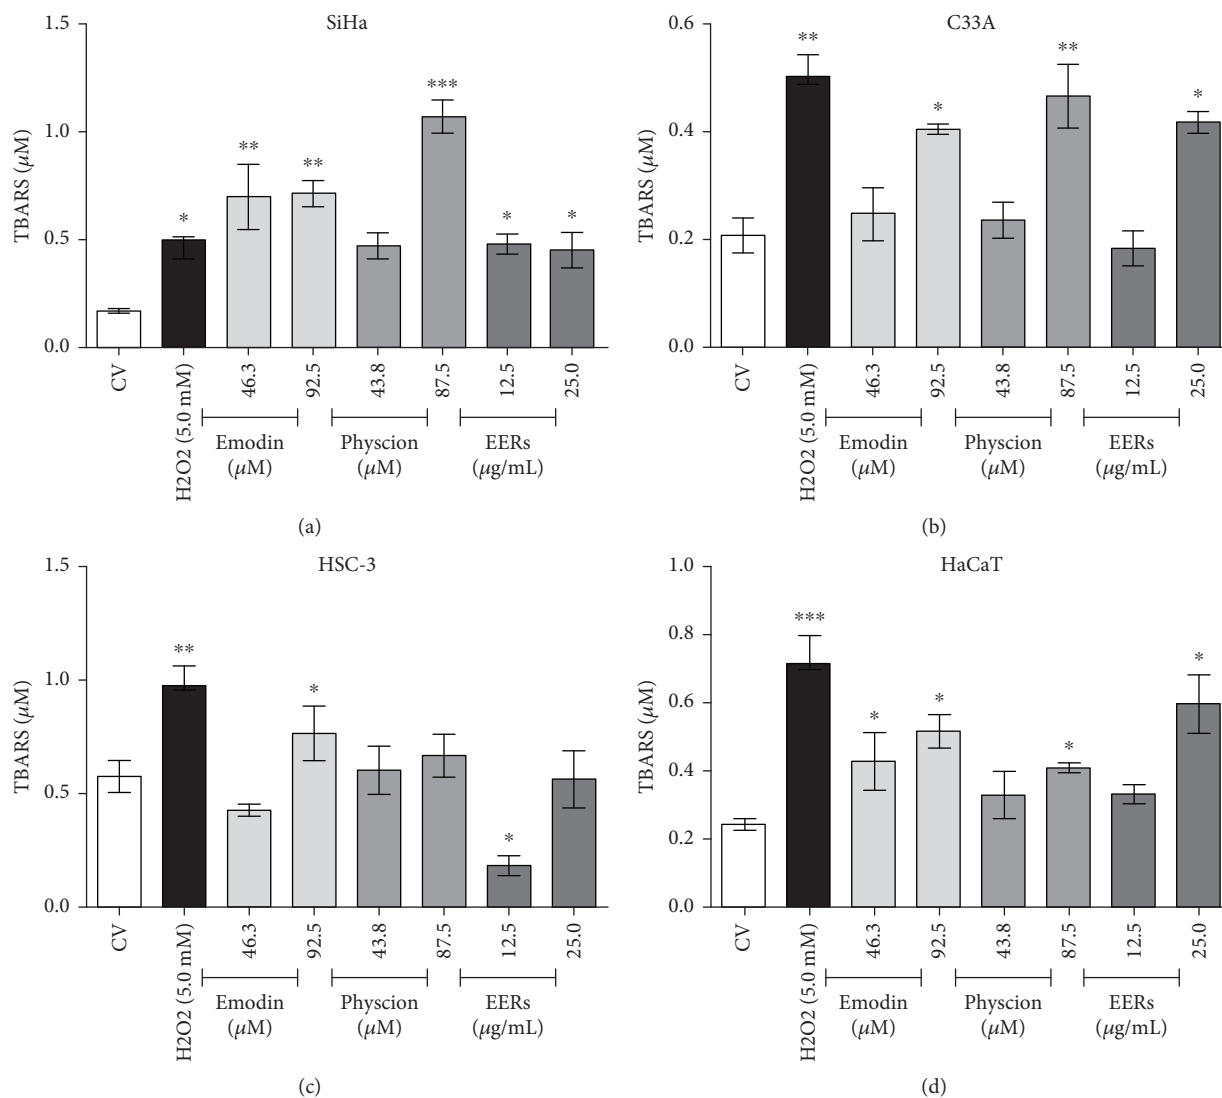 SiHa
1.5
1.0
0.5
0.0
TBARS (μM)
*
**
**
***
*
*
CV
H2O2 (5.0 mM)
46.3
92.5
43.8
87.5
12.5
25.0
Emodin
(μM)
Physcion
(μM)
EERs
(μg/mL)
(a)
C33A
0.6
0.4
0.2
0.0
TBARS (μM)
**
*
**
*
CV
H2O2 (5.0 mM)
46.3
92.5
43.8
87.5
12.5
25.0
Emodin
(μM)
Physcion
(μM)
EERs
(μg/mL)
(b)
HSC-3
1.5
1.0
0.5
0.0
TBARS (μM)
**
*
*
CV
H2O2 (5.0 mM)
46.3
92.5
43.8
87.5
12.5
25.0
Emodin
(μM)
Physcion
(μM)
EERs
(μg/mL)
(c)
HaCaT
1.0
0.8
0.6
0.4
0.2
0.0
TBARS (μM)
***
*
*
*
*
CV
H2O2 (5.0 mM)
46.3
92.5
43.8
87.5
12.5
25.0
Emodin
(μM)
Physcion
(μM)
EERs
(μg/mL)
(d)